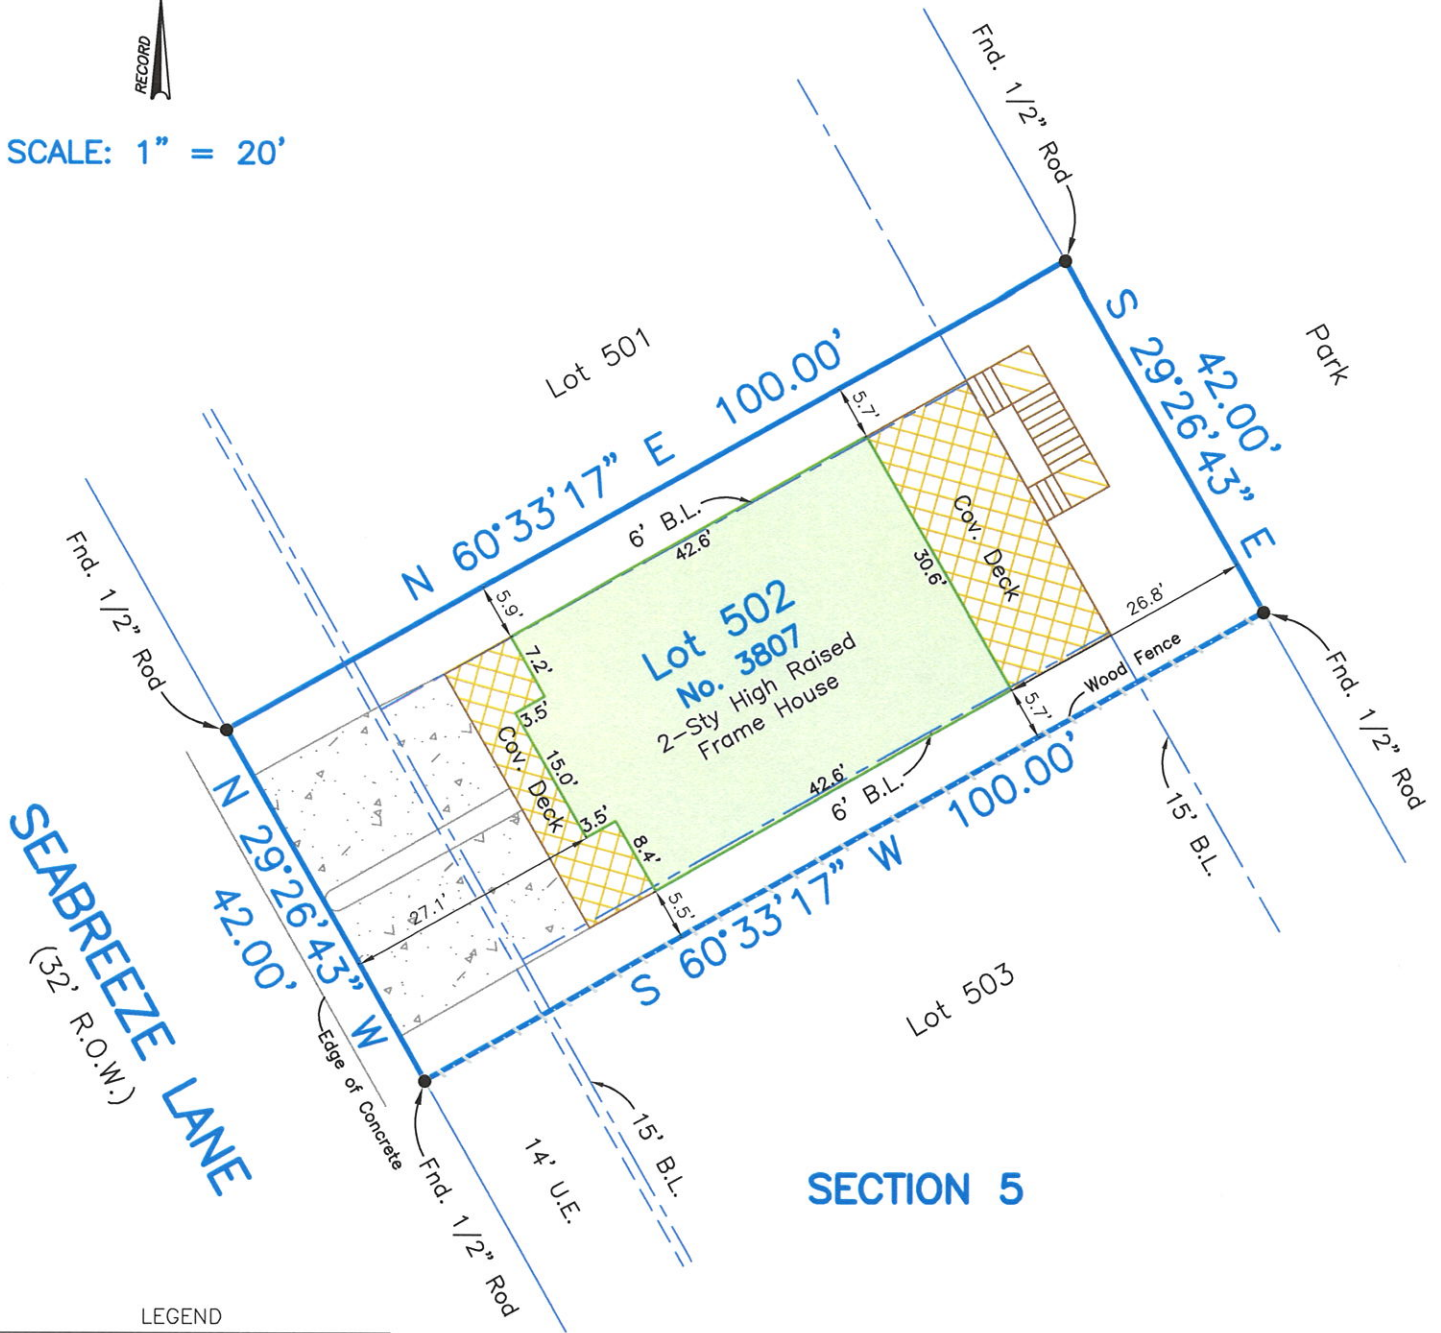 RECORD
SCALE: 1" = 20'
Fnd. 1/2" Rod
Lot 501
Park
N 60°33'17" E 100.00'
S 29°26'43" E
42.00'
5.7'
6' B.L.
42.6'
5.9'
Cov. Deck
30.6'
26.8'
Lot 502
No. 3807
2-Sty High Raised
Frame House
Wood Fence
Fnd. 1/2" Rod
7.2'
3.5'
15.0'
3.5'
8.4'
Cov. Deck
42.6'
6' B.L.
5.7'
5.5'
27.1'
N 29°26'43" W
42.00'
S 60°33'17" W 100.00'
15' B.L.
Fnd. 1/2" Rod
SEABREEZE LANE
(32' R.O.W.)
Edge of Concrete
Lot 503
14' U.E.
15' B.L.
Fnd. 1/2" Rod
SECTION 5
LEGEND